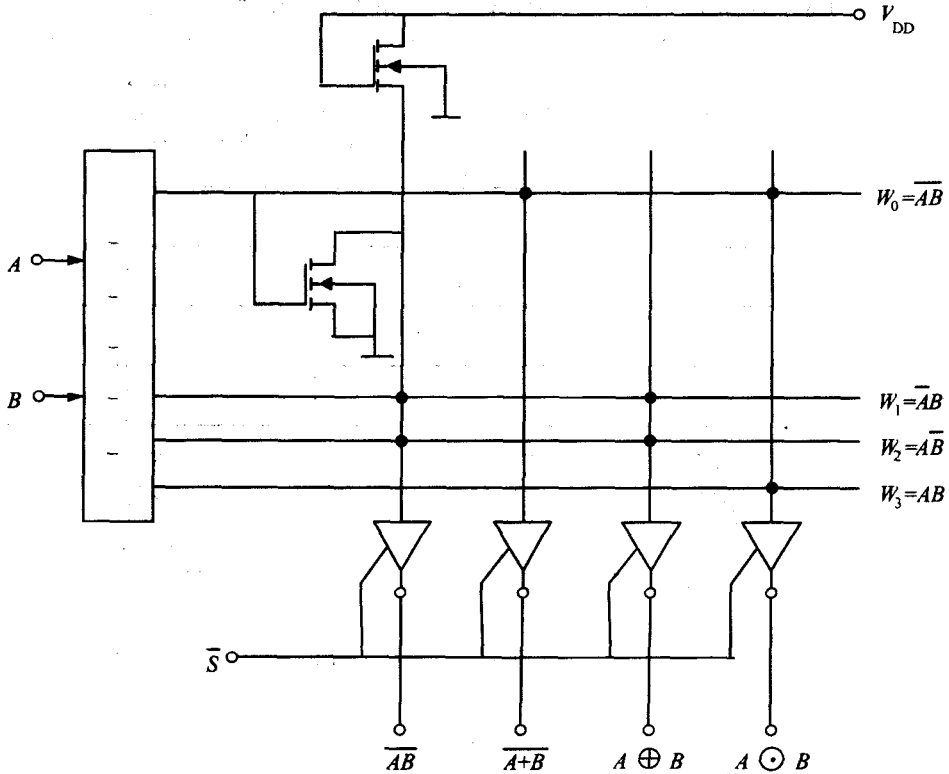 V_DD
W₀=A̅B̅
A
B
W₁=A̅B
W₂=AB̅
W₃=AB
S̅
A̅B̅
A̅+̅B̅
A ⊕ B
A ⊙ B